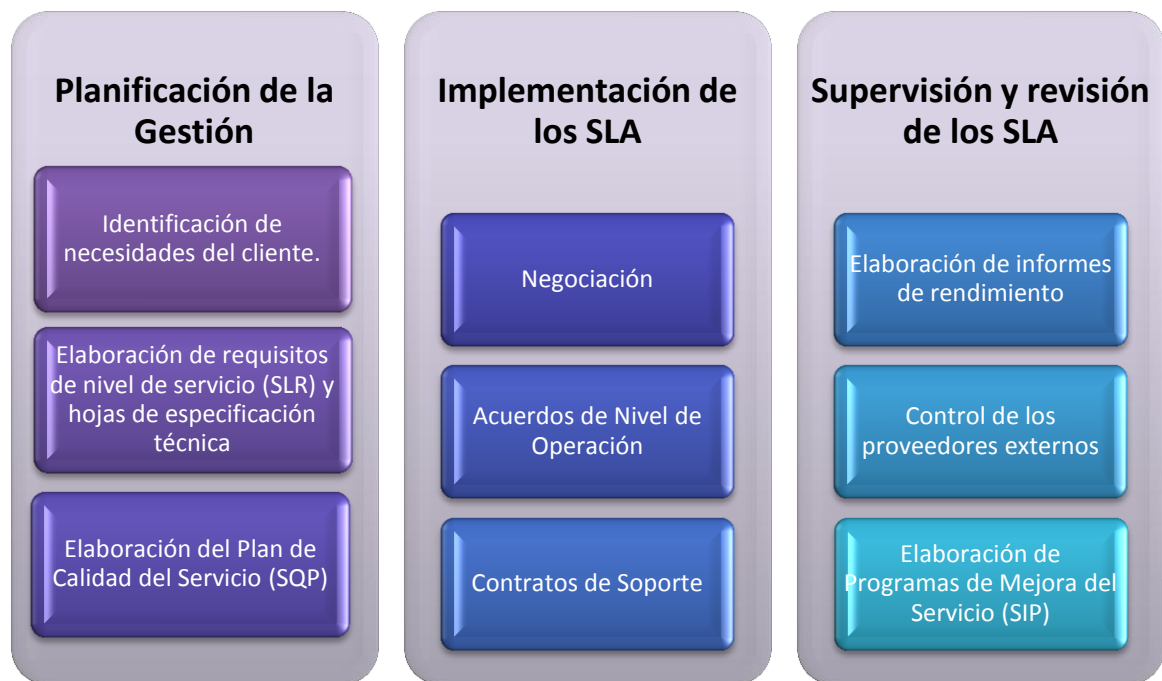 Planificación de la
Gestión
Identificación de
necesidades del cliente.
Elaboración de requisitos
de nivel de servicio (SLR) y
hojas de especificación
técnica
Elaboración del Plan de
Calidad del Servicio (SQP)
Implementación de
los SLA
Negociación
Acuerdos de Nivel de
Operación
Contratos de Soporte
Supervisión y revisión
de los SLA
Elaboración de informes
de rendimiento
Control de los
proveedores externos
Elaboración de
Programas de Mejora del
Servicio (SIP)